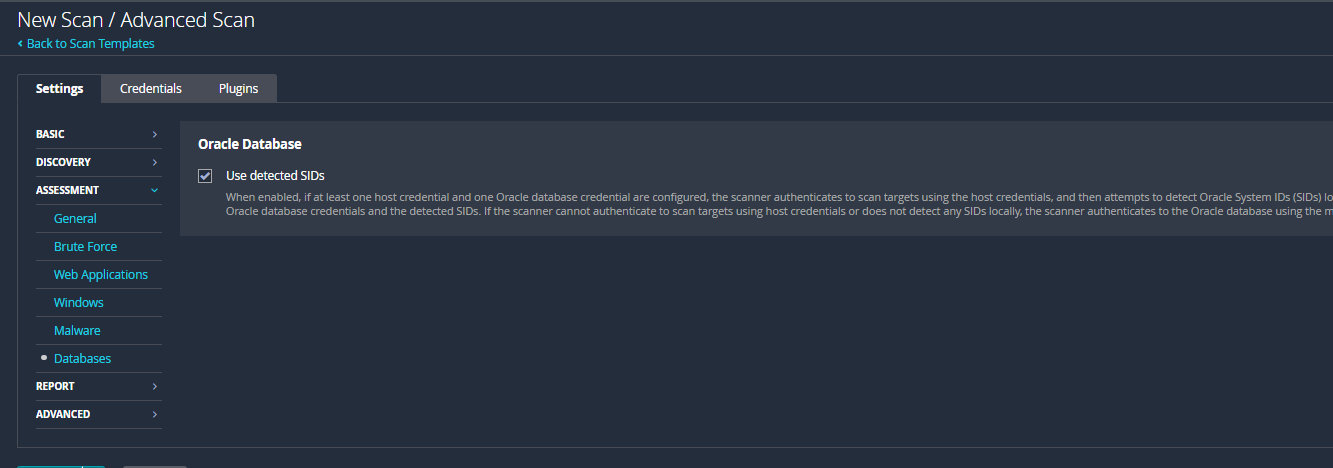 New Scan / Advanced Scan
‹ Back to Scan Templates
Settings
Credentials
Plugins
BASIC
DISCOVERY
ASSESSMENT
General
Brute Force
Web Applications
Windows
Malware
Databases
REPORT
ADVANCED
Oracle Database
Use detected SIDs
When enabled, if at least one host credential and one Oracle database credential are configured, the scanner authenticates to scan targets using the host credentials, and then attempts to detect Oracle System IDs (SIDs) lo
Oracle database credentials and the detected SIDs. If the scanner cannot authenticate to scan targets using host credentials or does not detect any SIDs locally, the scanner authenticates to the Oracle database using the m